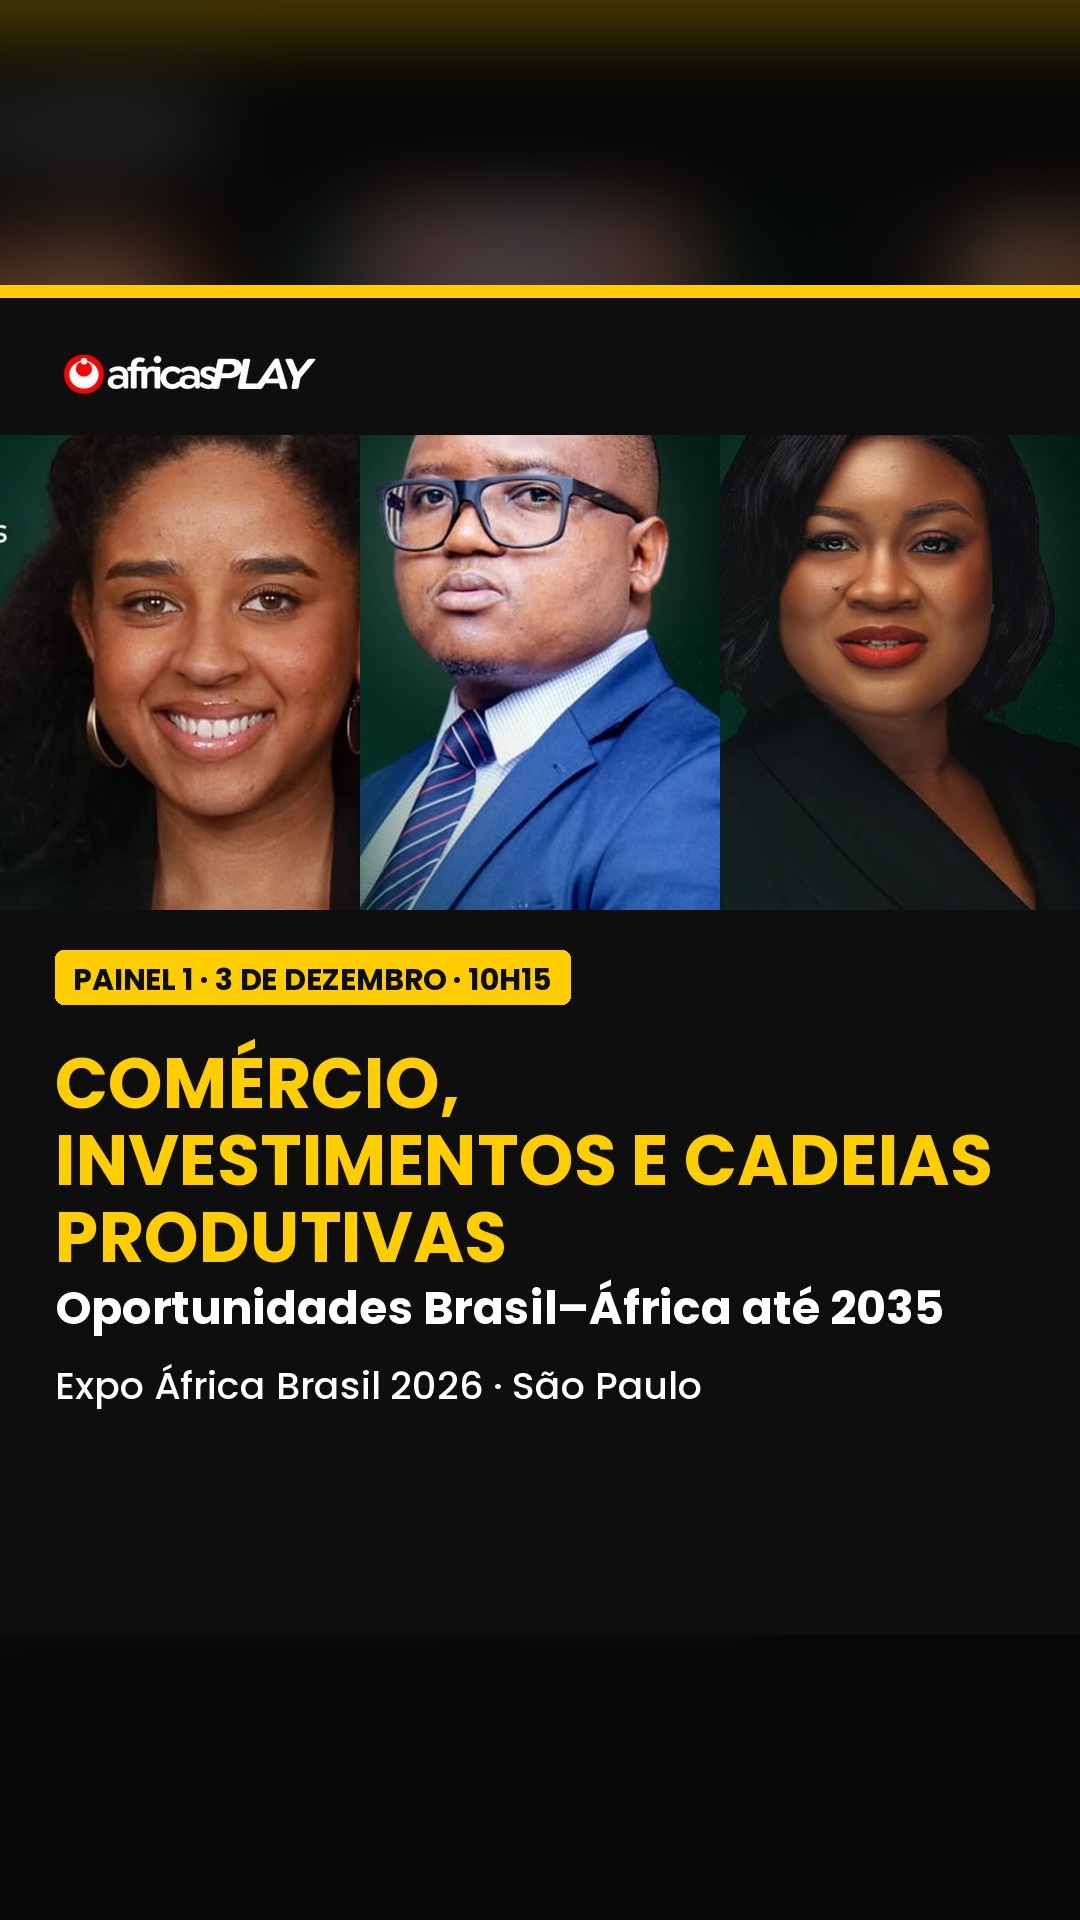 africasPLAY
s
PAINEL 1 · 3 DE DEZEMBRO · 10H15
COMÉRCIO,
INVESTIMENTOS E CADEIAS
PRODUTIVAS
Oportunidades Brasil–África até 2035
Expo África Brasil 2026 · São Paulo